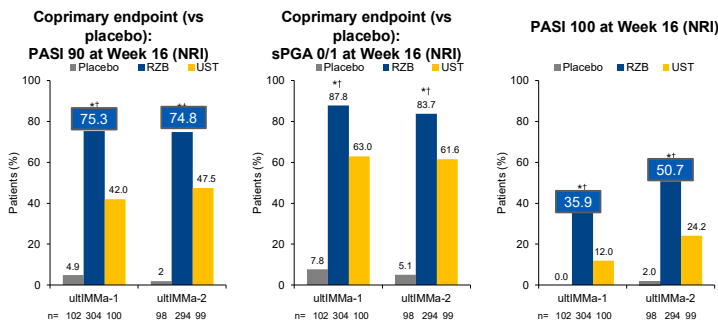 Coprimary endpoint (vs
placebo):
PASI 90 at Week 16 (NRI)
Placebo RZB UST
Patients (%)
100
80
60
40
20
0
4.9
*†
75.3
42.0
2
74.8
47.5
ultIMMa-1 ultIMMa-2
n= 102 304 100 98 294 99
Coprimary endpoint (vs
placebo):
sPGA 0/1 at Week 16 (NRI)
Placebo RZB UST
Patients (%)
100
80
60
40
20
0
7.8
*†
87.8
63.0
5.1
*†
83.7
61.6
ultIMMa-1 ultIMMa-2
102 304 100 98 294 99
PASI 100 at Week 16 (NRI)
Placebo RZB UST
Patients (%)
100
80
60
40
20
0
0.0
*†
35.9
12.0
2.0
*†
50.7
24.2
ultIMMa-1 ultIMMa-2
n= 102 304 100 98 294 99